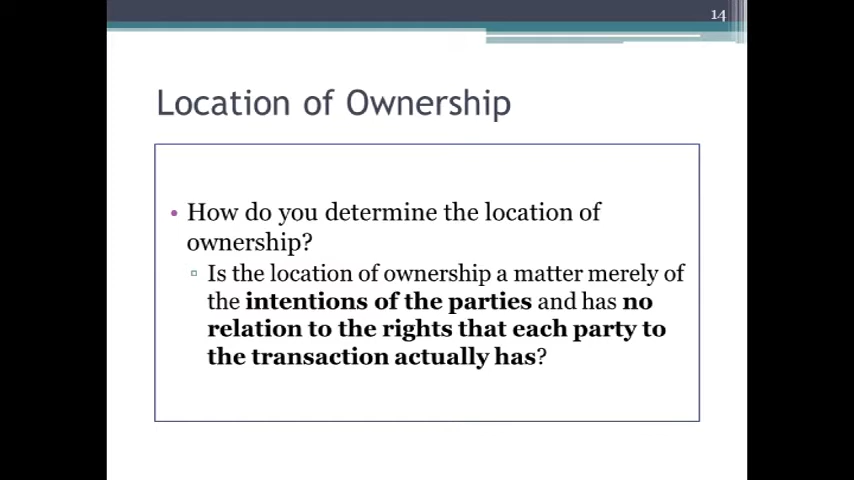 14
Location of Ownership
• How do you determine the location of
ownership?
▫ Is the location of ownership a matter merely of
the intentions of the parties and has no
relation to the rights that each party to
the transaction actually has?